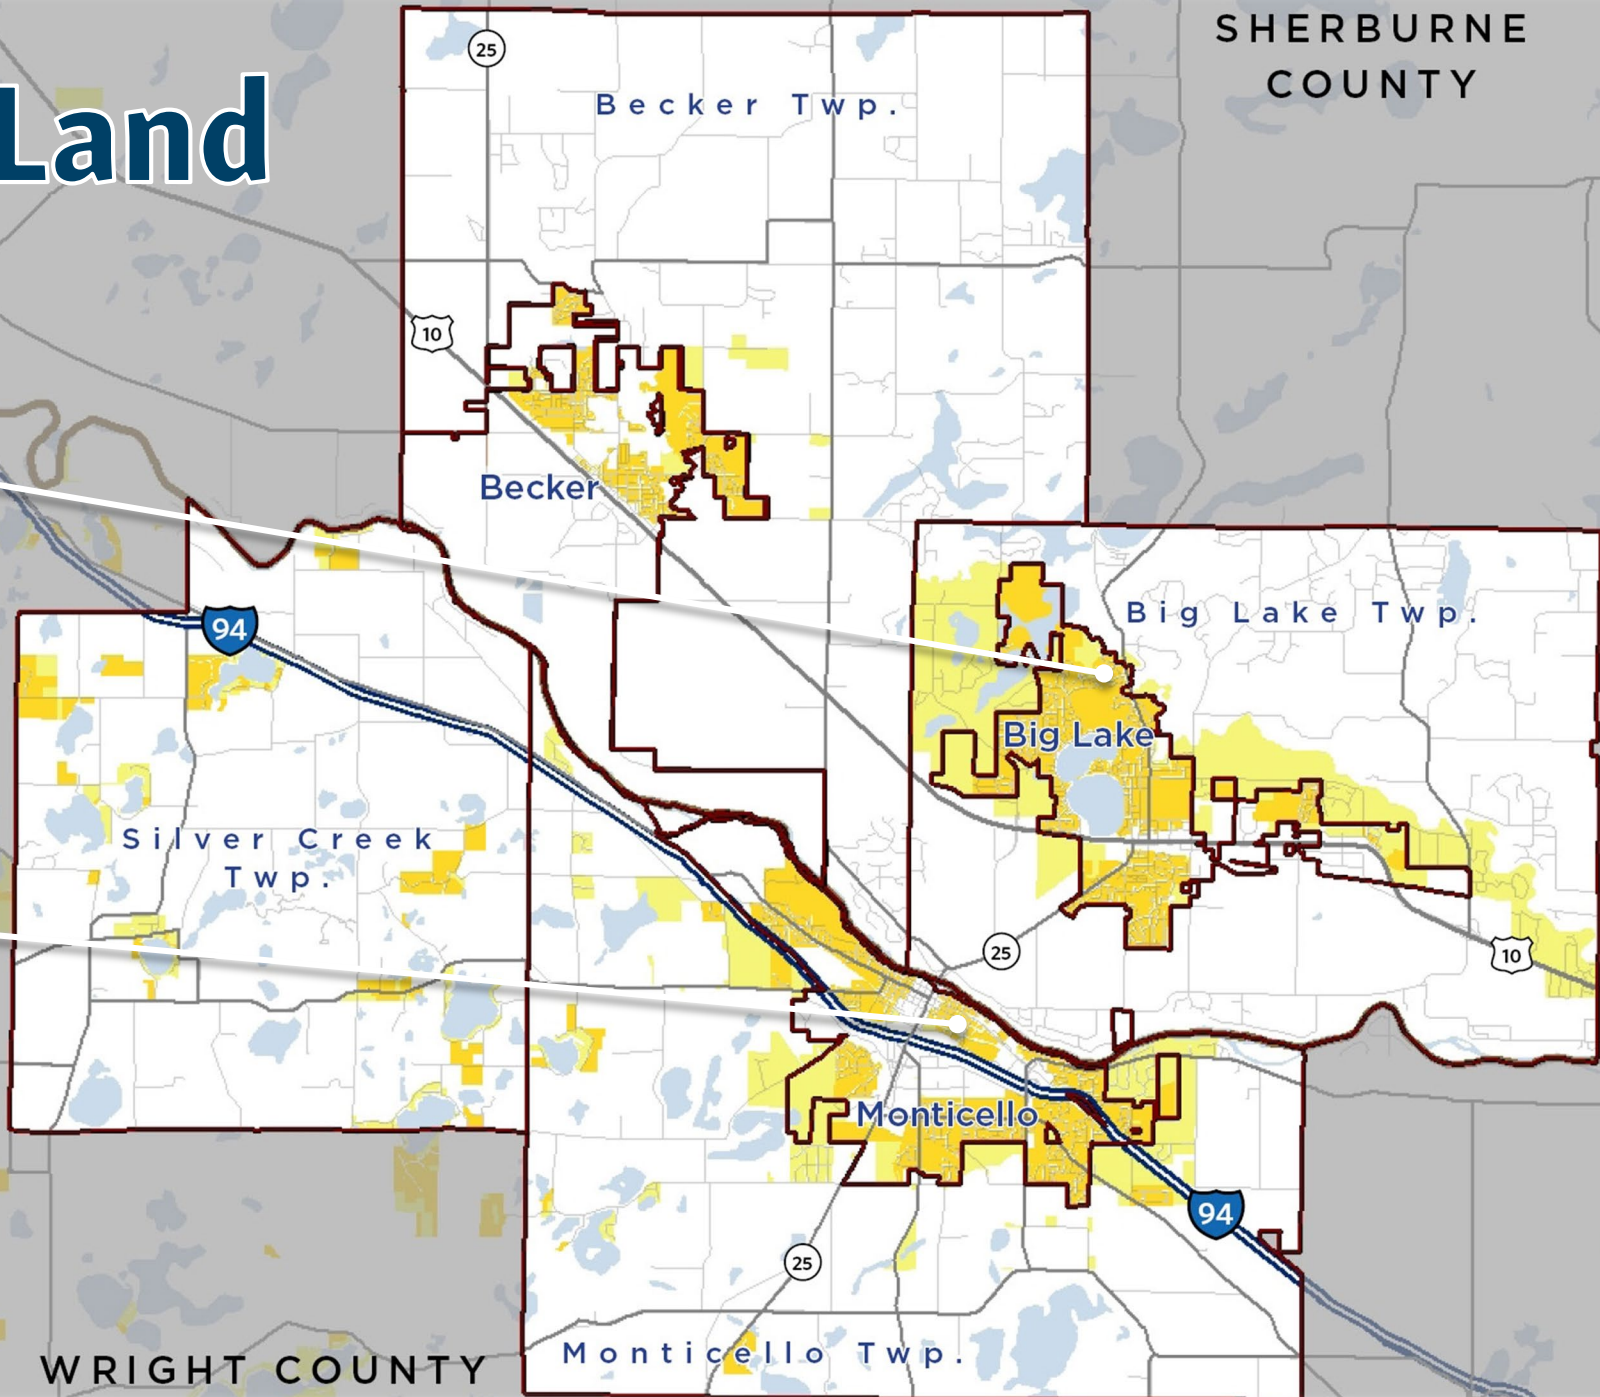 SHERBURNE
COUNTY
25
Becker Twp.
Land
10
Becker
Big Lake Twp.
94
Big Lake
Silver Creek
Twp.
25
10
Monticello
94
25
Monticello Twp.
WRIGHT COUNTY